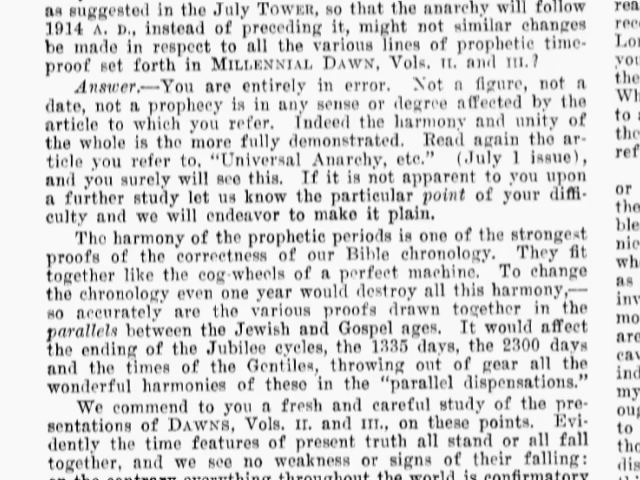 as suggested in the July TOWER, so that the anarchy will follow
1914 A. D., instead of preceding it, might not similar changes
be made in respect to all the various lines of prophetic time-
proof set forth in MILLENNIAL DAWN, Vols. II. and III.?
Answer.—You are entirely in error. Not a figure, not a
date, not a prophecy is in any sense or degree affected by the
article to which you refer. Indeed the harmony and unity of
the whole is the more fully demonstrated. Read again the ar-
ticle you refer to, "Universal Anarchy, etc." (July 1 issue),
and you surely will see this. If it is not apparent to you upon
a further study let us know the particular point of your diffi-
culty and we will endeavor to make it plain.
The harmony of the prophetic periods is one of the strongest
proofs of the correctness of our Bible chronology. They fit
together like the cog-wheels of a perfect machine. To change
the chronology even one year would destroy all this harmony,—
so accurately are the various proofs drawn together in the
parallels between the Jewish and Gospel ages. It would affect
the ending of the Jubilee cycles, the 1335 days, the 2300 days
and the times of the Gentiles, throwing out of gear all the
wonderful harmonies of these in the "parallel dispensations."
We commend to you a fresh and careful study of the pre-
sentations of DAWNS, Vols. II. and III., on these points. Evi-
dently the time features of present truth all stand or all fall
together, and we see no weakness or signs of their falling:
on the contrary everything throughout the world is confirmatory